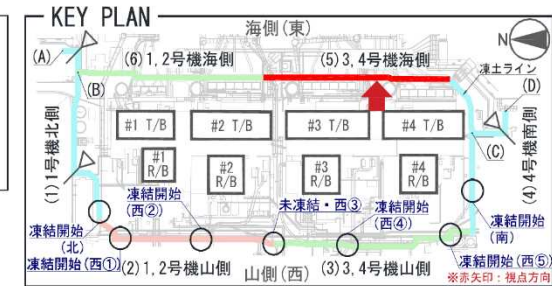 KEY PLAN
海側(東)
N
(A)
(6)1,2号機海側
(5)3,4号機海側
凍土ライン
(B)
(D)
#1 T/B
#2 T/B
#3 T/B
#4 T/B
(C)
(1)1号機北側
#1
R/B
#2
R/B
#3
R/B
#4
R/B
(4)4号機南側
凍結開始
(西②)
未凍結・西③
凍結開始
(西④)
凍結開始
(北)
凍結開始
(南)
凍結開始(西①)
(2)1,2号機山側
山側(西)
(3)3,4号機山側
凍結開始(西⑤)
※赤矢印:視点方向